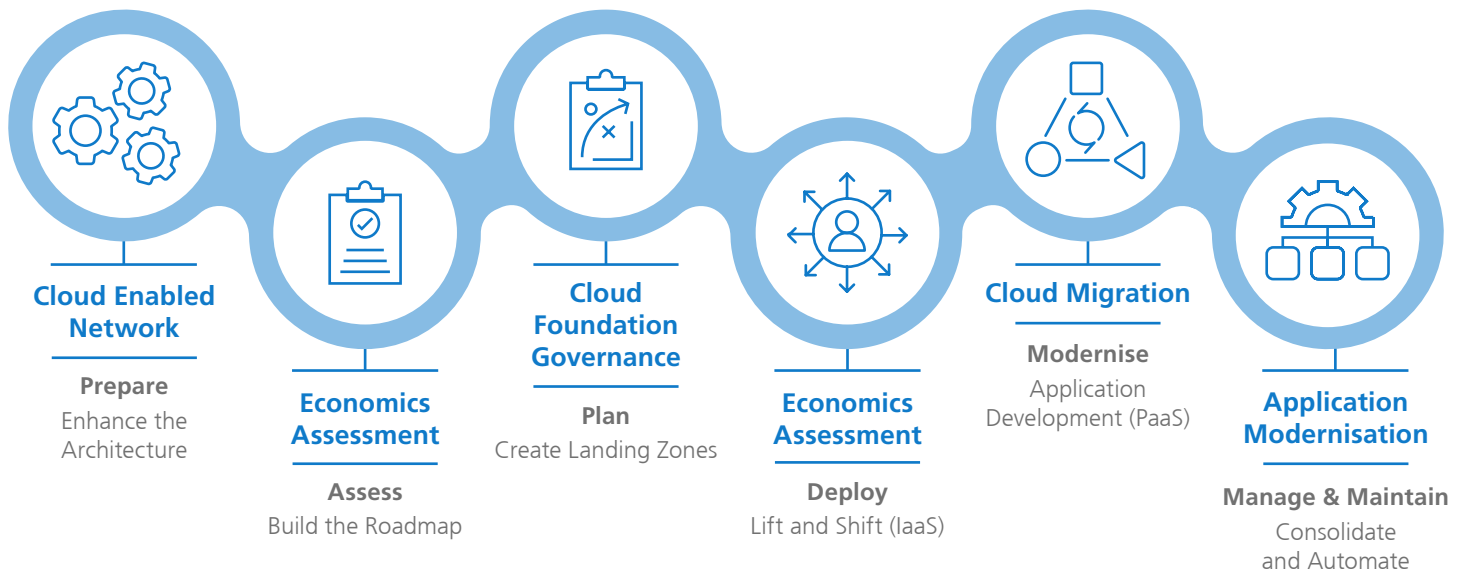 Cloud Enabled
Network
Prepare
Enhance the
Architecture
Economics
Assessment
Assess
Build the Roadmap
Cloud
Foundation
Governance
Plan
Create Landing Zones
Economics
Assessment
Deploy
Lift and Shift (IaaS)
Cloud Migration
Modernise
Application
Development (PaaS)
Application
Modernisation
Manage & Maintain
Consolidate
and Automate